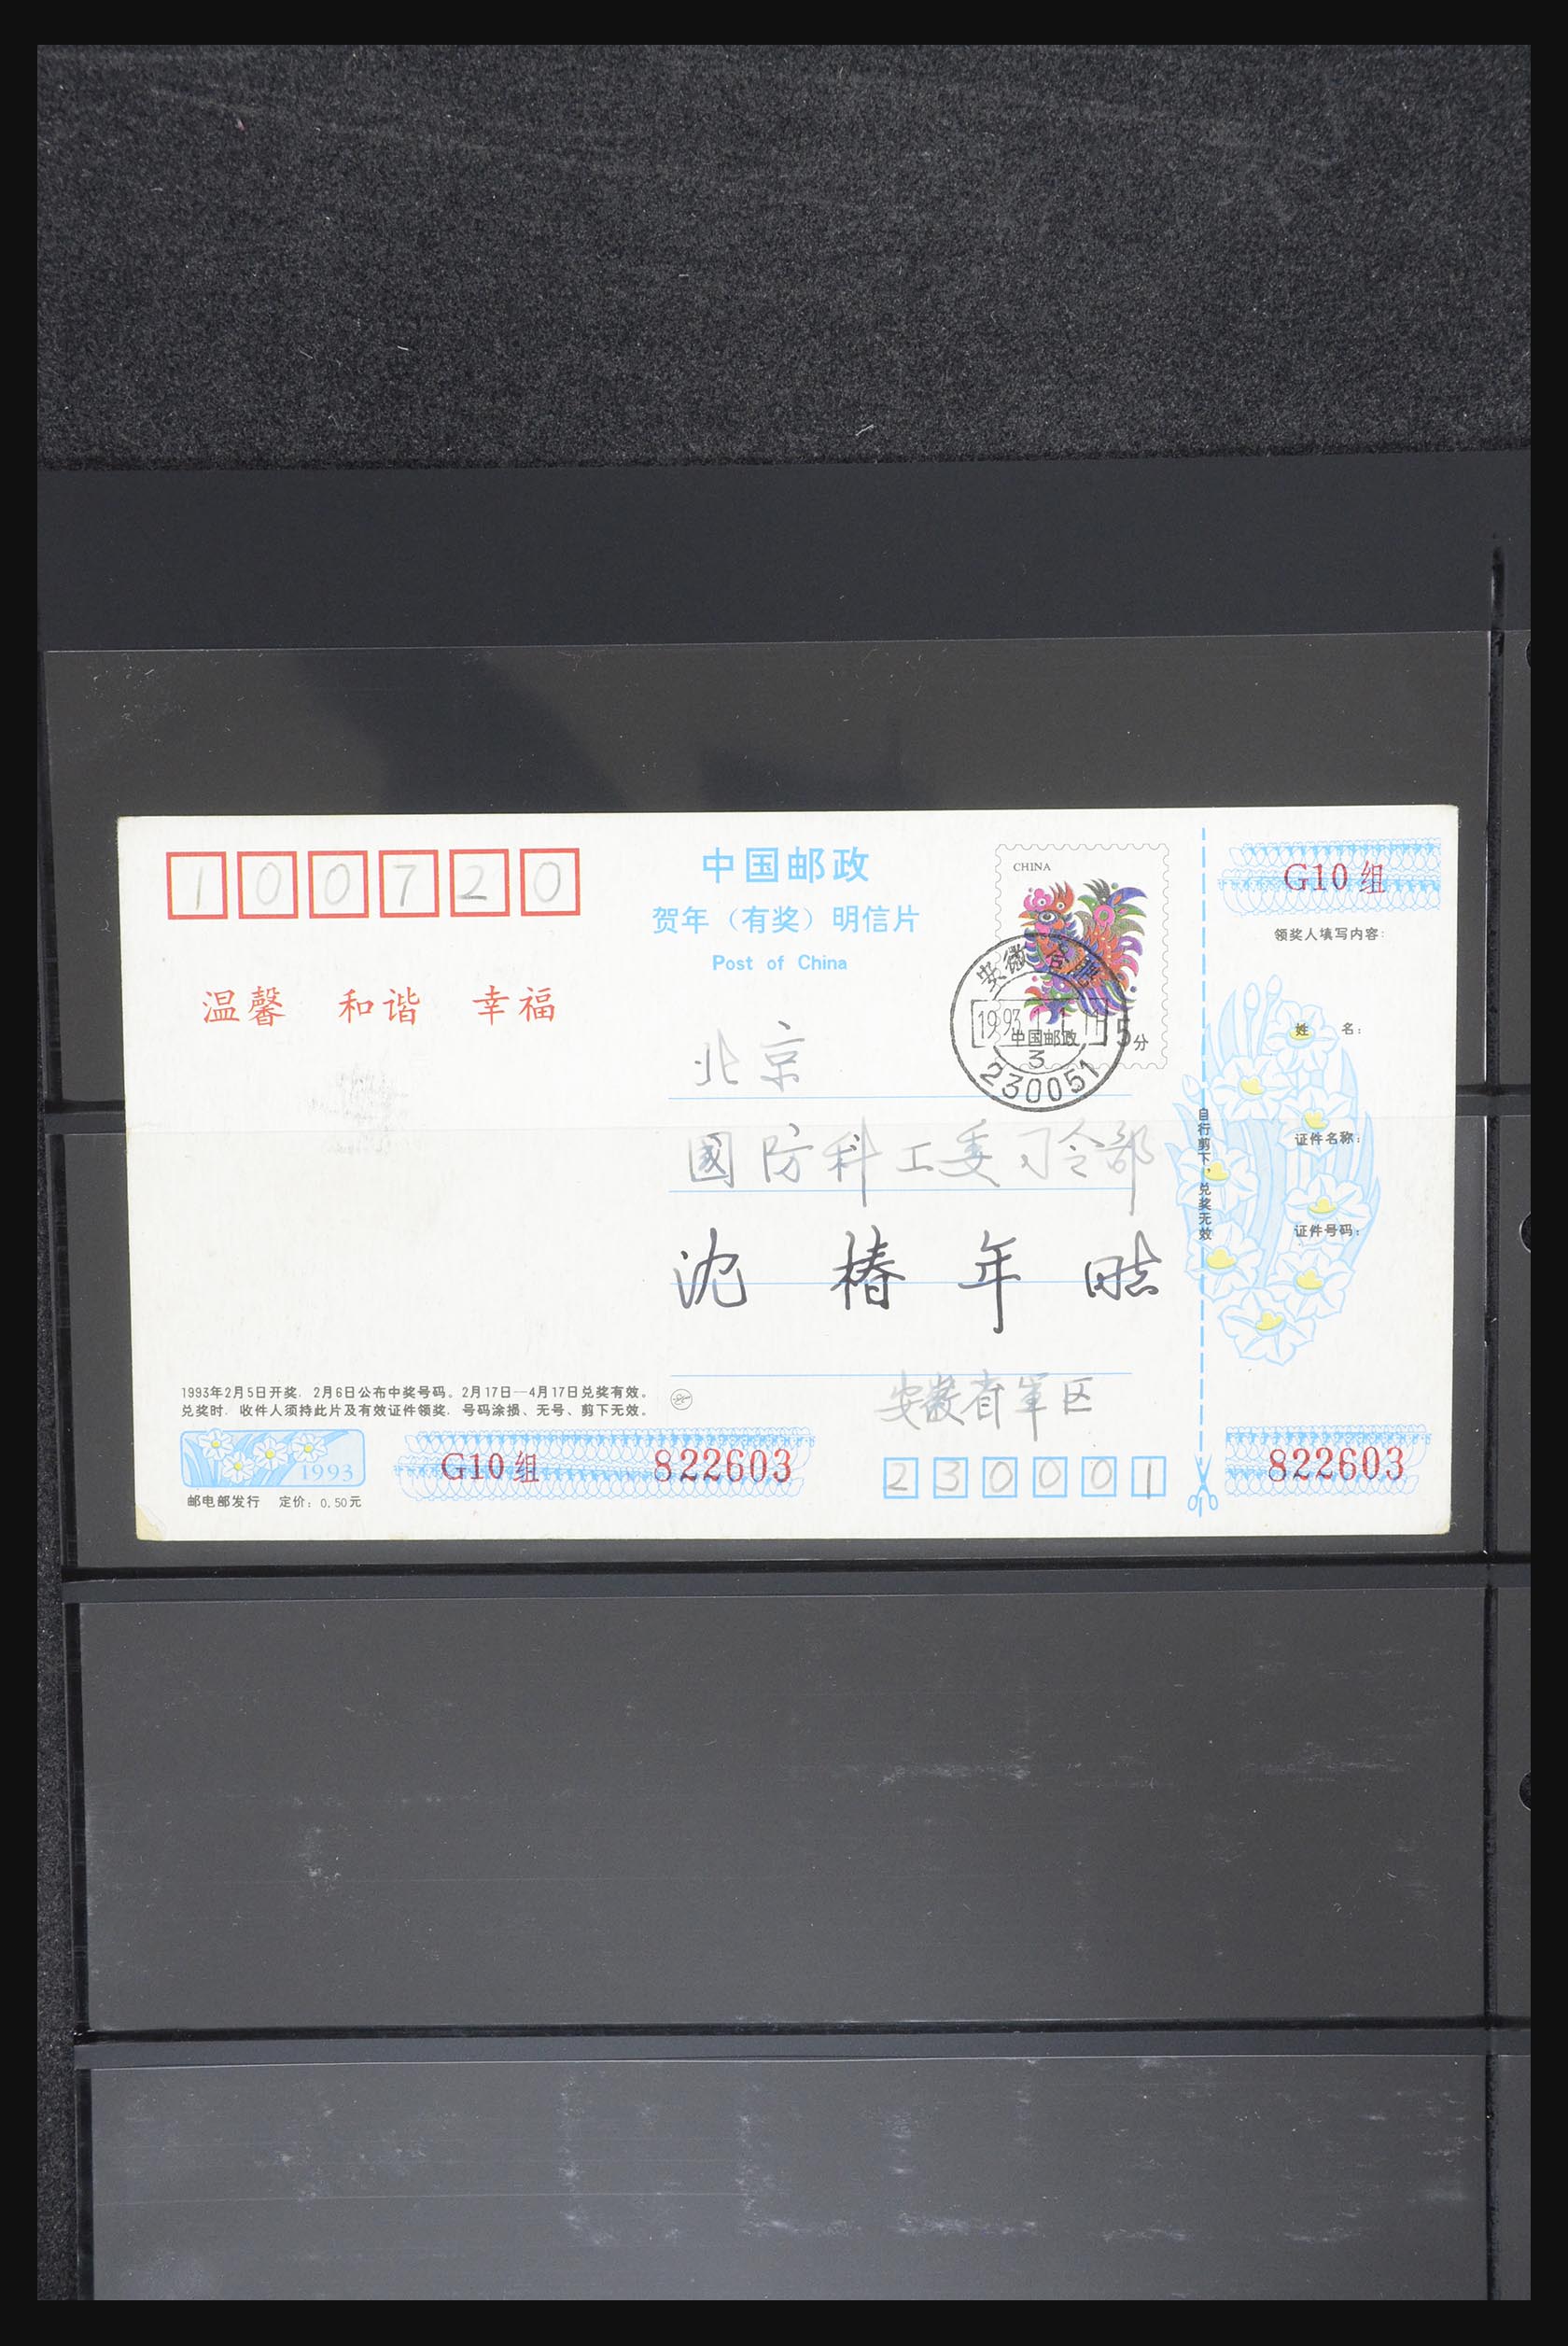 100720
中国邮政
贺年（有奖）明信片
Post of China
CHINA
15分
中国邮政
安徽合肥
1993.1.1.11
3
230051
温馨 和谐 幸福
北京
國防科工委司令部
沈椿年
安徽省军区
230001
1993年2月5日开奖，2月6日公布中奖号码。2月17日—4月17日兑奖有效。
兑奖时，收件人须持此片及有效证件领奖，号码涂损、无号、剪下无效。
1993
邮电部发行 定价：0.50元
G10组 822603
自行剪下，兑奖无效
G10组
领奖人填写内容：
姓 名：
证件名称：
证件号码：
822603